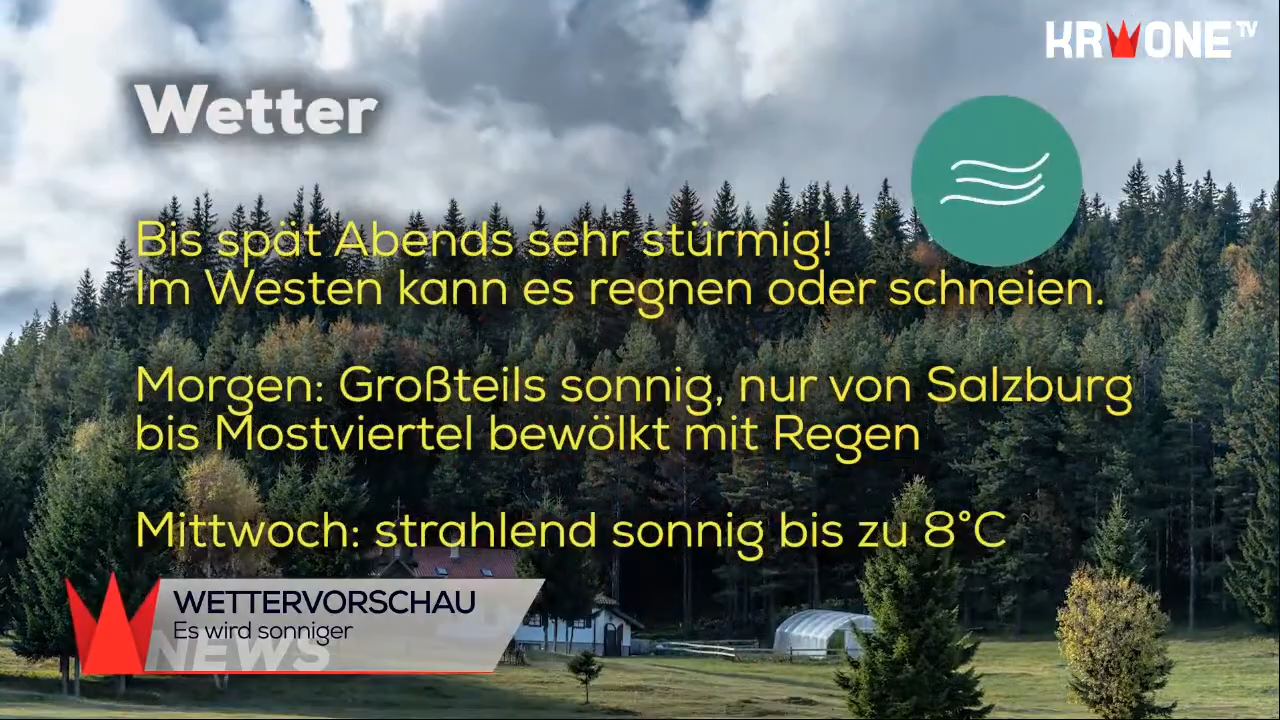 KRONE TV
Wetter
Bis spät Abends sehr stürmig!
Im Westen kann es regnen oder schneien.
Morgen: Großteils sonnig, nur von Salzburg
bis Mostviertel bewölkt mit Regen
Mittwoch: strahlend sonnig bis zu 8°C
WETTERVORSCHAU
Es wird sonniger
NEWS